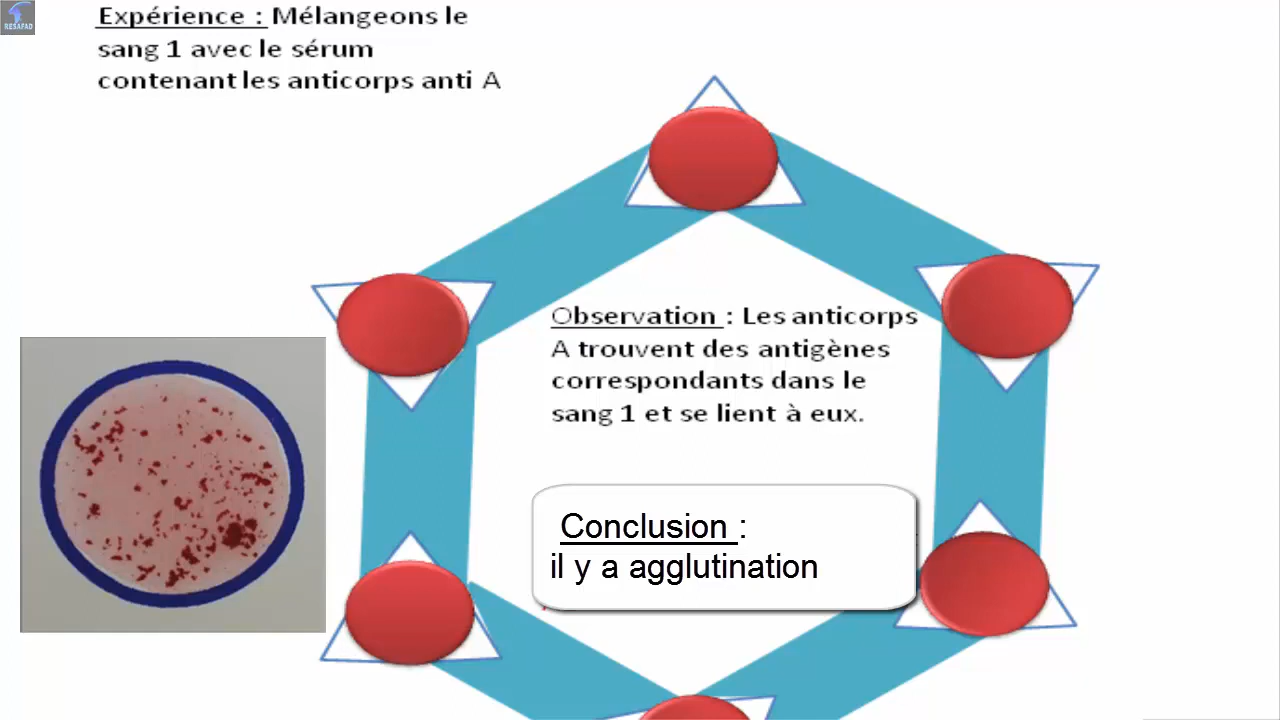 RESAFAD
Expérience : Mélangeons le
sang 1 avec le sérum
contenant les anticorps anti A
Observation : Les anticorps
A trouvent des antigènes
correspondants dans le
sang 1 et se lient à eux.
Conclusion :
il y a agglutination